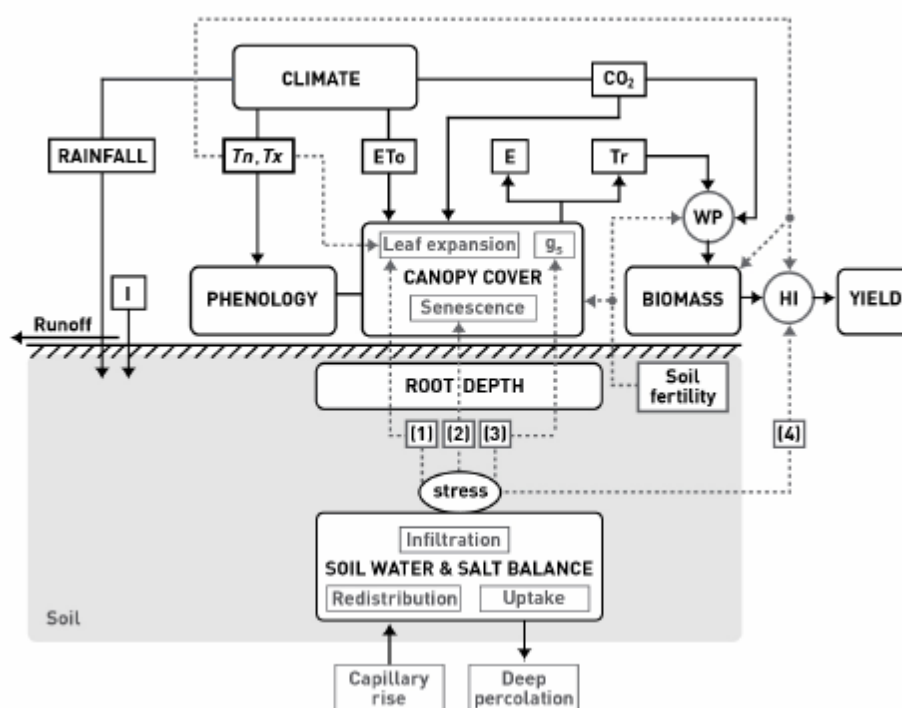 CLIMATE
CO₂
RAINFALL
Tn, Tx
ETo
E
Tr
WP
Leaf expansion
gs
CANOPY COVER
Senescence
PHENOLOGY
I
BIOMASS
HI
YIELD
Runoff
ROOT DEPTH
Soil
fertility
(1)
(2)
(3)
(4)
stress
Infiltration
SOIL WATER & SALT BALANCE
Redistribution
Uptake
Soil
Capillary
rise
Deep
percolation